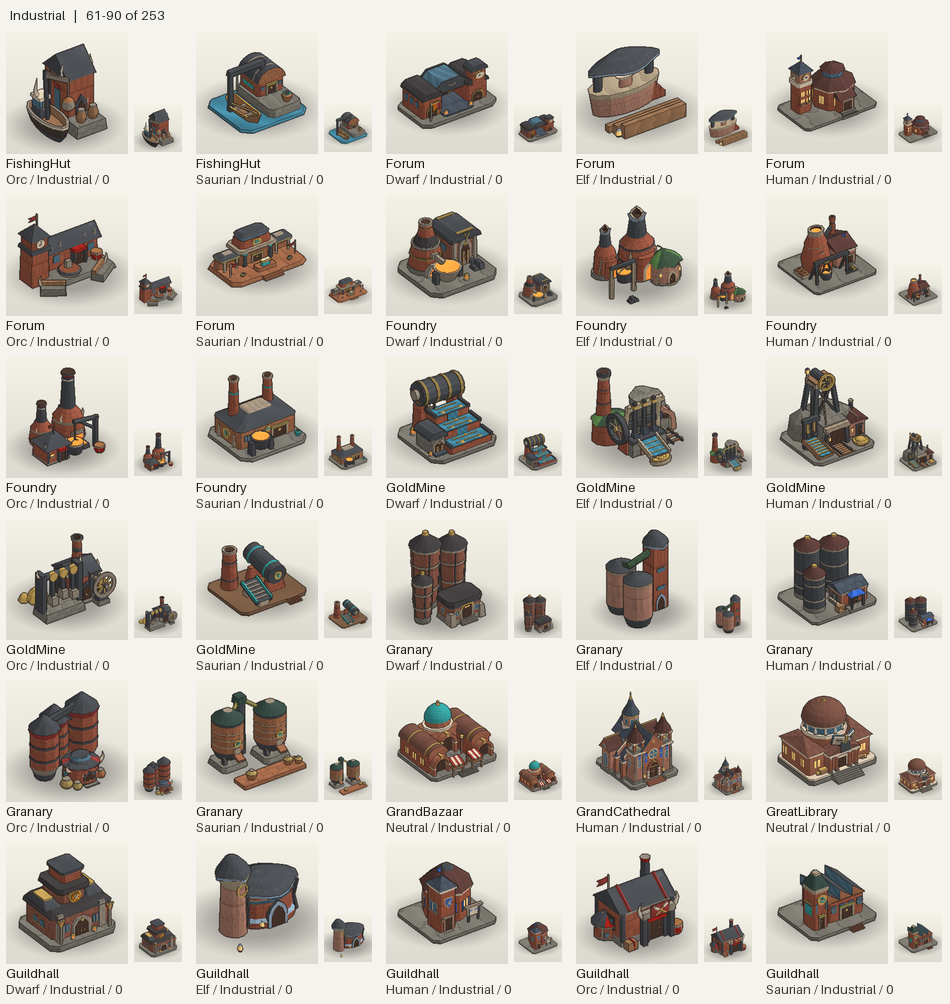 Industrial | 61-90 of 253
FishingHut
Orc / Industrial / 0
FishingHut
Saurian / Industrial / 0
Forum
Dwarf / Industrial / 0
Forum
Elf / Industrial / 0
Forum
Human / Industrial / 0
Forum
Orc / Industrial / 0
Forum
Saurian / Industrial / 0
Foundry
Dwarf / Industrial / 0
Foundry
Elf / Industrial / 0
Foundry
Human / Industrial / 0
Foundry
Orc / Industrial / 0
Foundry
Saurian / Industrial / 0
GoldMine
Dwarf / Industrial / 0
GoldMine
Elf / Industrial / 0
GoldMine
Human / Industrial / 0
GoldMine
Orc / Industrial / 0
GoldMine
Saurian / Industrial / 0
Granary
Dwarf / Industrial / 0
Granary
Elf / Industrial / 0
Granary
Human / Industrial / 0
Granary
Orc / Industrial / 0
Granary
Saurian / Industrial / 0
GrandBazaar
Neutral / Industrial / 0
GrandCathedral
Human / Industrial / 0
GreatLibrary
Neutral / Industrial / 0
Guildhall
Dwarf / Industrial / 0
Guildhall
Elf / Industrial / 0
Guildhall
Human / Industrial / 0
Guildhall
Orc / Industrial / 0
Guildhall
Saurian / Industrial / 0